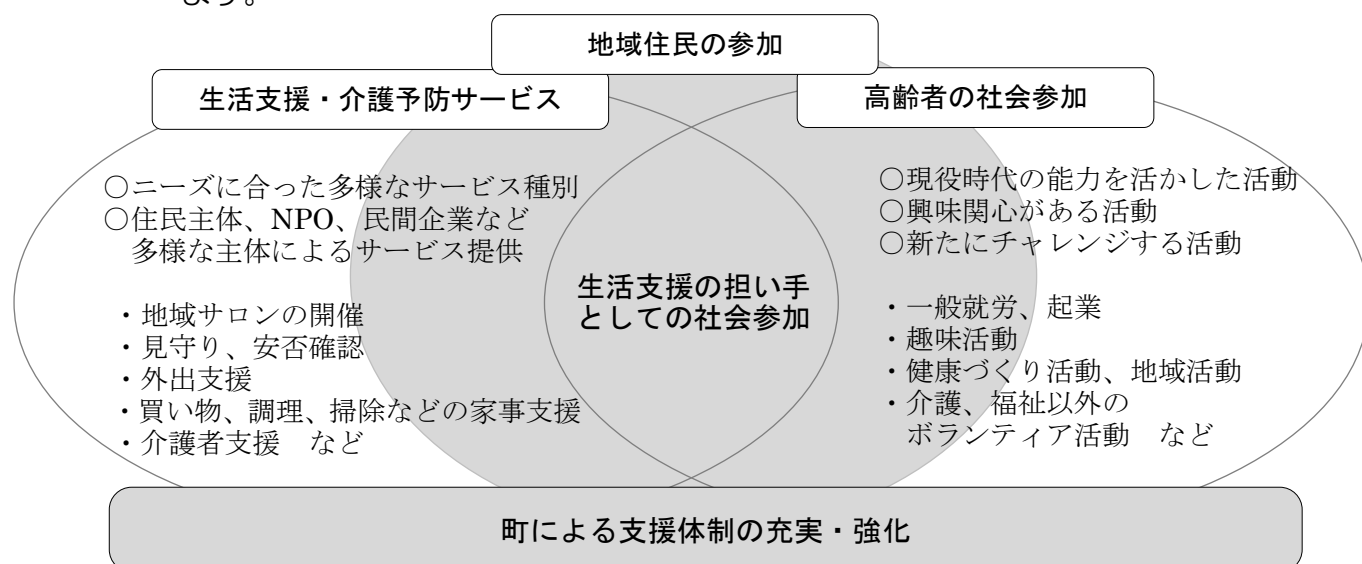 ます。
地域住民の参加
生活支援・介護予防サービス
高齢者の社会参加
○ニーズに合った多様なサービス種別
○住民主体、NPO、民間企業など
多様な主体によるサービス提供
・地域サロンの開催
・見守り、安否確認
・外出支援
・買い物、調理、掃除などの家事支援
・介護者支援　など
生活支援の担い手
としての社会参加
○現役時代の能力を活かした活動
○興味関心がある活動
○新たにチャレンジする活動
・一般就労、起業
・趣味活動
・健康づくり活動、地域活動
・介護、福祉以外の
ボランティア活動　など
町による支援体制の充実・強化